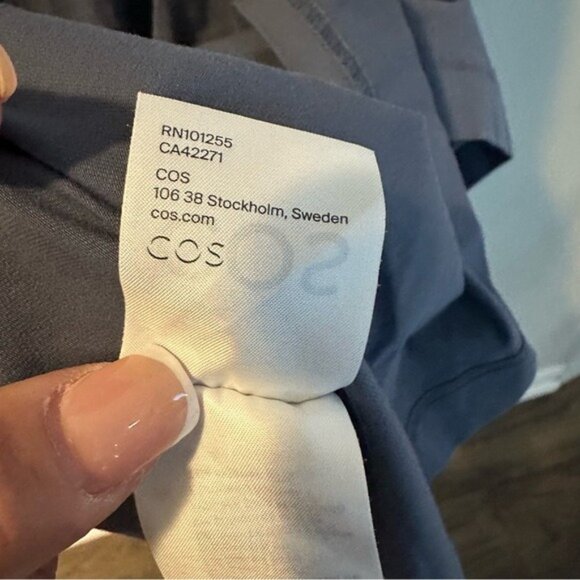 RN101255
CA42271
COS
106 38 Stockholm, Sweden
cos.com
COS